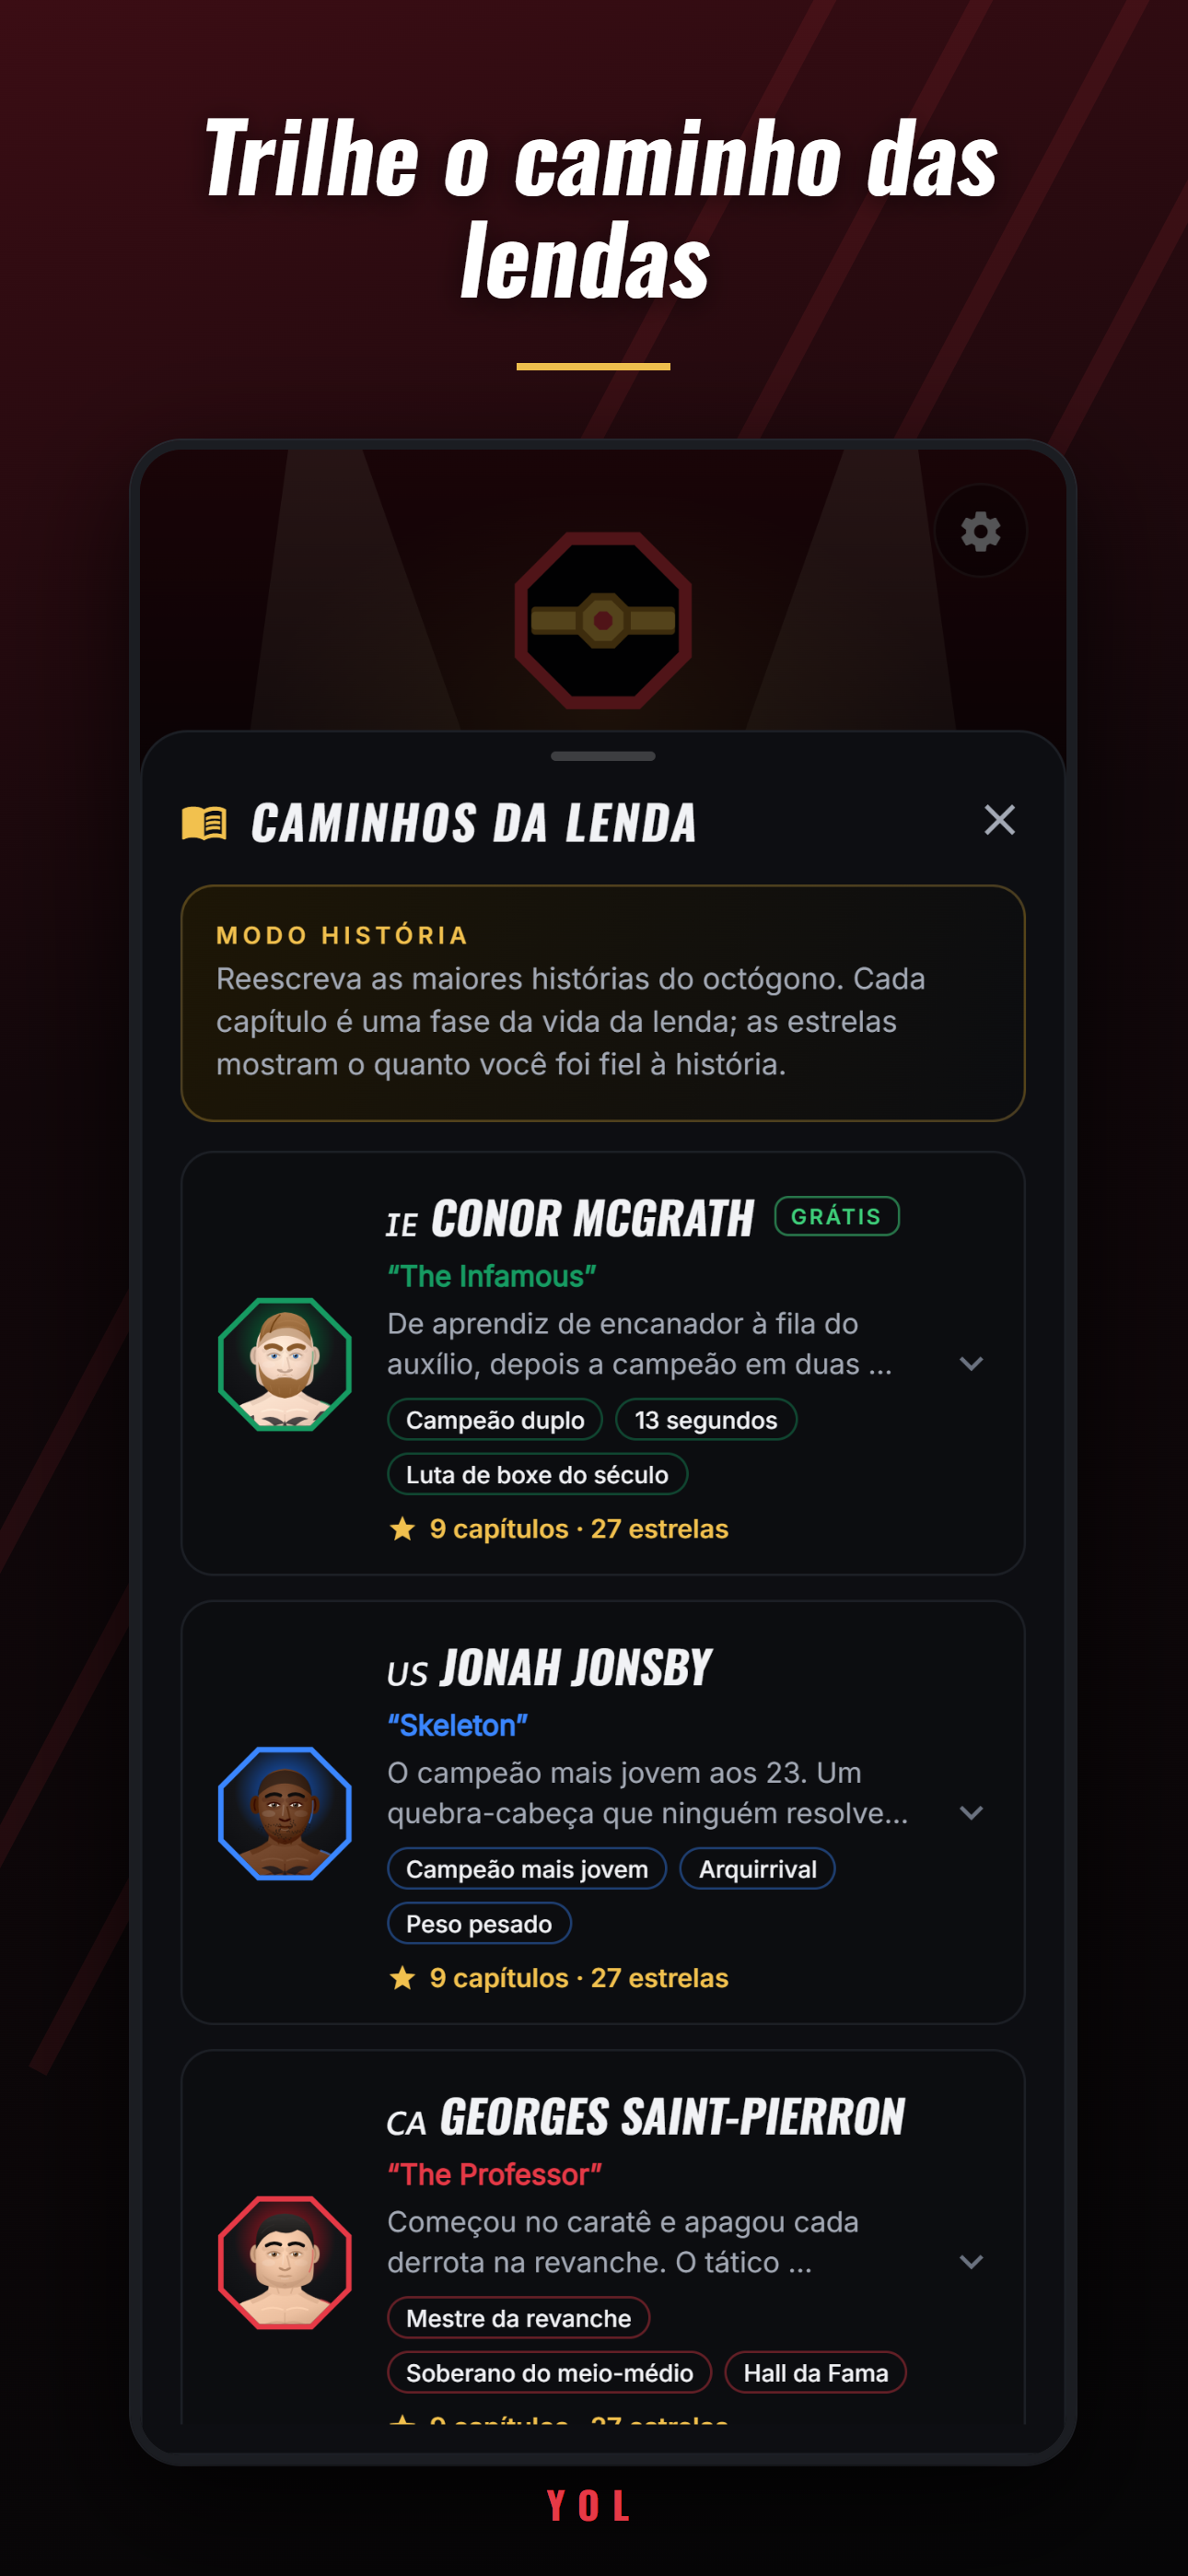 Trilhe o caminho das
lendas
CAMINHOS DA LENDA
MODO HISTÓRIA
Reescreva as maiores histórias do octógono. Cada
capítulo é uma fase da vida da lenda; as estrelas
mostram o quanto você foi fiel à história.
IE CONOR MCGRATH GRÁTIS
“The Infamous”
De aprendiz de encanador à fila do
auxílio, depois a campeão em duas ...
Campeão duplo 13 segundos
Luta de boxe do século
9 capítulos · 27 estrelas
US JONAH JONSBY
“Skeleton”
O campeão mais jovem aos 23. Um
quebra-cabeça que ninguém resolve...
Campeão mais jovem Arquirrival
Peso pesado
9 capítulos · 27 estrelas
CA GEORGES SAINT-PIERRON
“The Professor”
Começou no caratê e apagou cada
derrota na revanche. O tático ...
Mestre da revanche
Soberano do meio-médio Hall da Fama
9 capítulos · 27 estrelas
YOL